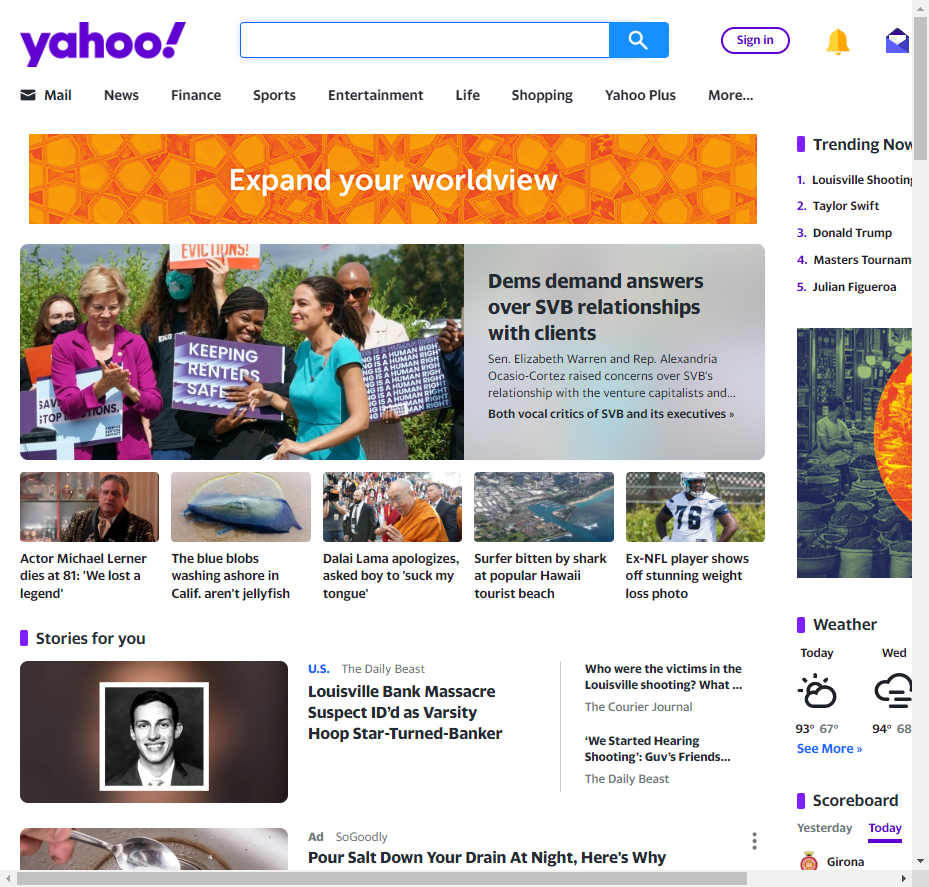 yahoo!
Sign in
Mail News Finance Sports Entertainment Life Shopping Yahoo Plus More...
Expand your worldview
EVICTIONS!
KEEPING
RENTERS
SAFE
Dems demand answers
over SVB relationships
with clients
Sen. Elizabeth Warren and Rep. Alexandria
Ocasio-Cortez raised concerns over SVB's
relationship with the venture capitalists and...
Both vocal critics of SVB and its executives »
76
Actor Michael Lerner
dies at 81: 'We lost a
legend'
The blue blobs
washing ashore in
Calif. aren't jellyfish
Dalai Lama apologizes,
asked boy to 'suck my
tongue'
Surfer bitten by shark
at popular Hawaii
tourist beach
Ex-NFL player shows
off stunning weight
loss photo
Stories for you
U.S. The Daily Beast
Louisville Bank Massacre
Suspect ID'd as Varsity
Hoop Star-Turned-Banker
Who were the victims in the
Louisville shooting? What ...
The Courier Journal
‘We Started Hearing
Shooting’: Guv’s Friends...
The Daily Beast
Ad SoGoodly
Pour Salt Down Your Drain At Night, Here’s Why
Trending Now
1. Louisville Shooting
2. Taylor Swift
3. Donald Trump
4. Masters Tournam
5. Julian Figueroa
Weather
Today Wed
93° 67° 94° 68
See More »
Scoreboard
Yesterday Today
Girona